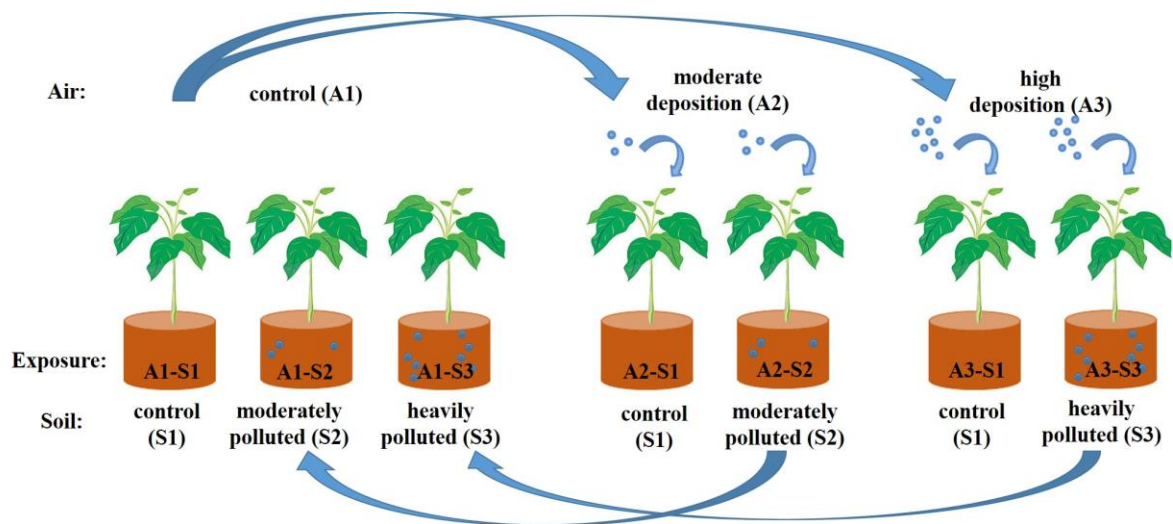 Air:
control (A1)
moderate
deposition (A2)
high
deposition (A3)
Exposure:
A1-S1
A1-S2
A1-S3
A2-S1
A2-S2
A3-S1
A3-S3
Soil:
control
(S1)
moderately
polluted (S2)
heavily
polluted (S3)
control
(S1)
moderately
polluted (S2)
control
(S1)
heavily
polluted (S3)